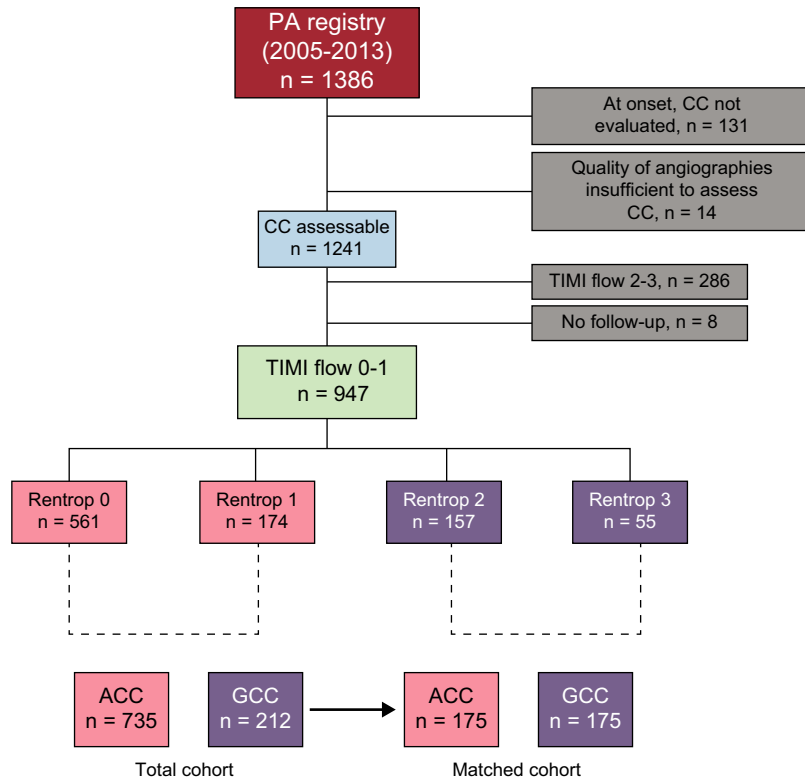 PA registry
(2005-2013)
n = 1386
At onset, CC not
evaluated, n = 131
Quality of angiographies
insufficient to assess
CC, n = 14
CC assessable
n = 1241
TIMI flow 2-3, n = 286
No follow-up, n = 8
TIMI flow 0-1
n = 947
Rentrop 0
n = 561
Rentrop 1
n = 174
Rentrop 2
n = 157
Rentrop 3
n = 55
ACC
n = 735
GCC
n = 212
ACC
n = 175
GCC
n = 175
Total cohort
Matched cohort